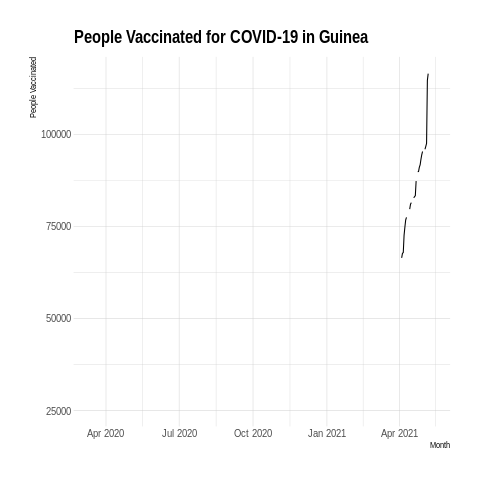 People Vaccinated for COVID-19 in Guinea
People Vaccinated
100000
75000
50000
25000
Apr 2020 Jul 2020 Oct 2020 Jan 2021 Apr 2021
Month